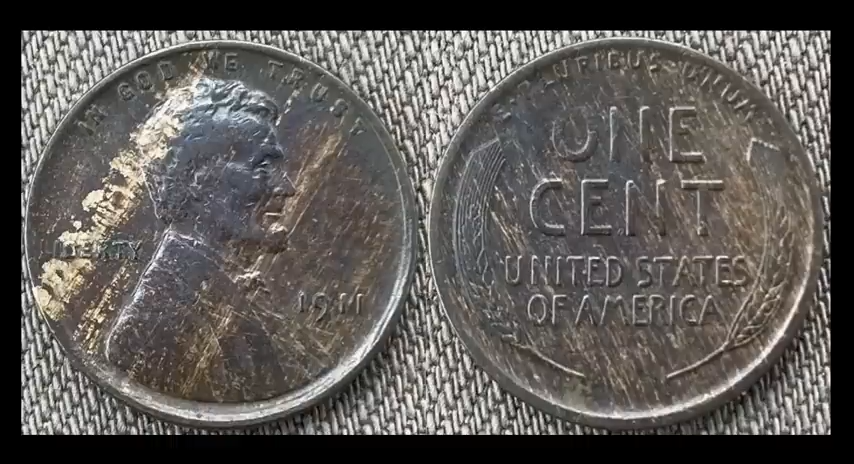 IN GOD WE TRUST
LIBERTY
1911
E·PLURIBUS·UNUM
ONE
CENT
UNITED STATES
OF AMERICA